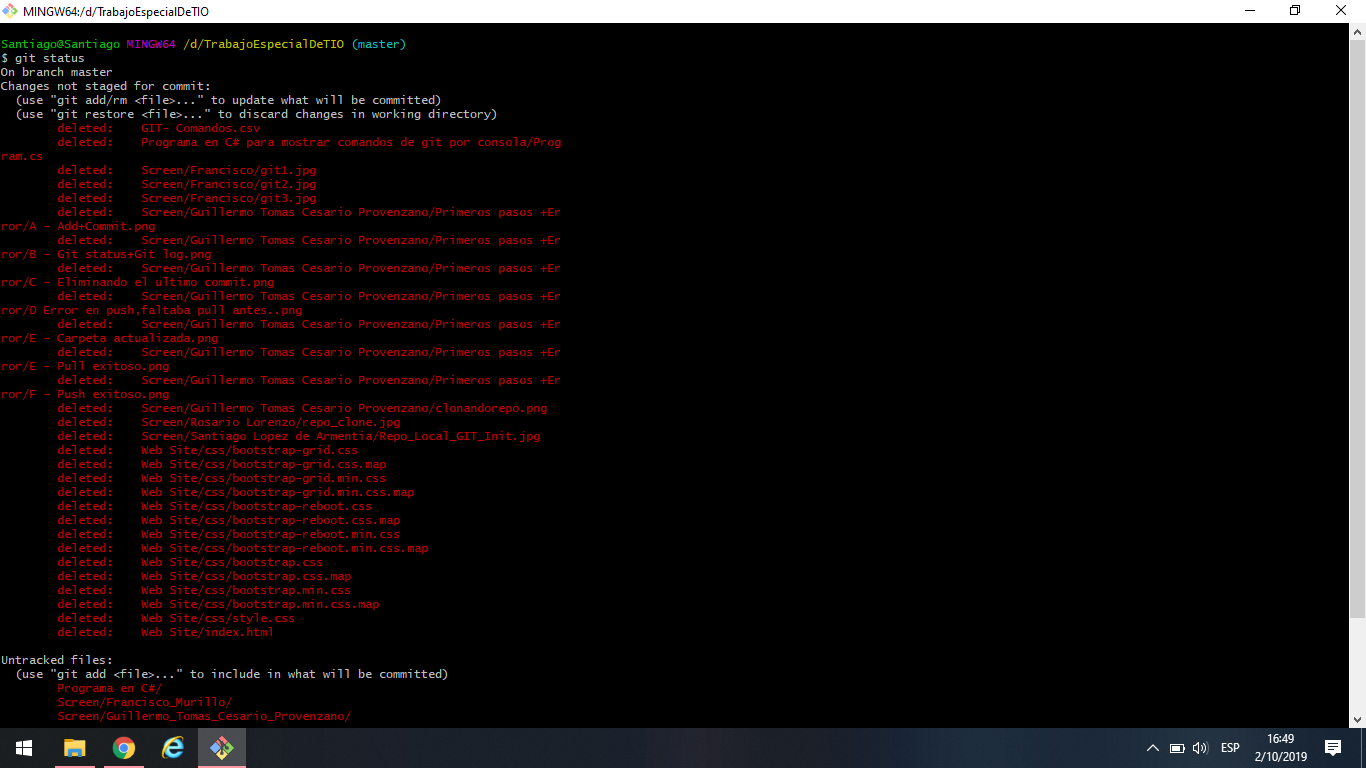 MINGW64:/d/TrabajoEspecialDeTIO
Santiago@Santiago MINGW64 /d/TrabajoEspecialDeTIO (master)
$ git status
On branch master
Changes not staged for commit:
  (use "git add/rm <file>..." to update what will be committed)
  (use "git restore <file>..." to discard changes in working directory)
        deleted:    GIT- Comandos.csv
        deleted:    Programa en C# para mostrar comandos de git por consola/Prog
ram.cs
        deleted:    Screen/Francisco/git1.jpg
        deleted:    Screen/Francisco/git2.jpg
        deleted:    Screen/Francisco/git3.jpg
        deleted:    Screen/Guillermo Tomas Cesario Provenzano/Primeros pasos +Er
ror/A - Add+Commit.png
        deleted:    Screen/Guillermo Tomas Cesario Provenzano/Primeros pasos +Er
ror/B - Git status+Git log.png
        deleted:    Screen/Guillermo Tomas Cesario Provenzano/Primeros pasos +Er
ror/C - Eliminando el ultimo commit.png
        deleted:    Screen/Guillermo Tomas Cesario Provenzano/Primeros pasos +Er
ror/D Error en push,faltaba pull antes..png
        deleted:    Screen/Guillermo Tomas Cesario Provenzano/Primeros pasos +Er
ror/E - Carpeta actualizada.png
        deleted:    Screen/Guillermo Tomas Cesario Provenzano/Primeros pasos +Er
ror/E - Pull exitoso.png
        deleted:    Screen/Guillermo Tomas Cesario Provenzano/Primeros pasos +Er
ror/F - Push exitoso.png
        deleted:    Screen/Guillermo Tomas Cesario Provenzano/clonandorepo.png
        deleted:    Screen/Rosario Lorenzo/repo_clone.jpg
        deleted:    Screen/Santiago Lopez de Armentia/Repo_Local_GIT_Init.jpg
        deleted:    Web Site/css/bootstrap-grid.css
        deleted:    Web Site/css/bootstrap-grid.css.map
        deleted:    Web Site/css/bootstrap-grid.min.css
        deleted:    Web Site/css/bootstrap-grid.min.css.map
        deleted:    Web Site/css/bootstrap-reboot.css
        deleted:    Web Site/css/bootstrap-reboot.css.map
        deleted:    Web Site/css/bootstrap-reboot.min.css
        deleted:    Web Site/css/bootstrap-reboot.min.css.map
        deleted:    Web Site/css/bootstrap.css
        deleted:    Web Site/css/bootstrap.css.map
        deleted:    Web Site/css/bootstrap.min.css
        deleted:    Web Site/css/bootstrap.min.css.map
        deleted:    Web Site/css/style.css
        deleted:    Web Site/index.html
Untracked files:
  (use "git add <file>..." to include in what will be committed)
        Programa en C#/
        Screen/Francisco_Murillo/
        Screen/Guillermo_Tomas_Cesario_Provenzano/
ESP
16:49
2/10/2019